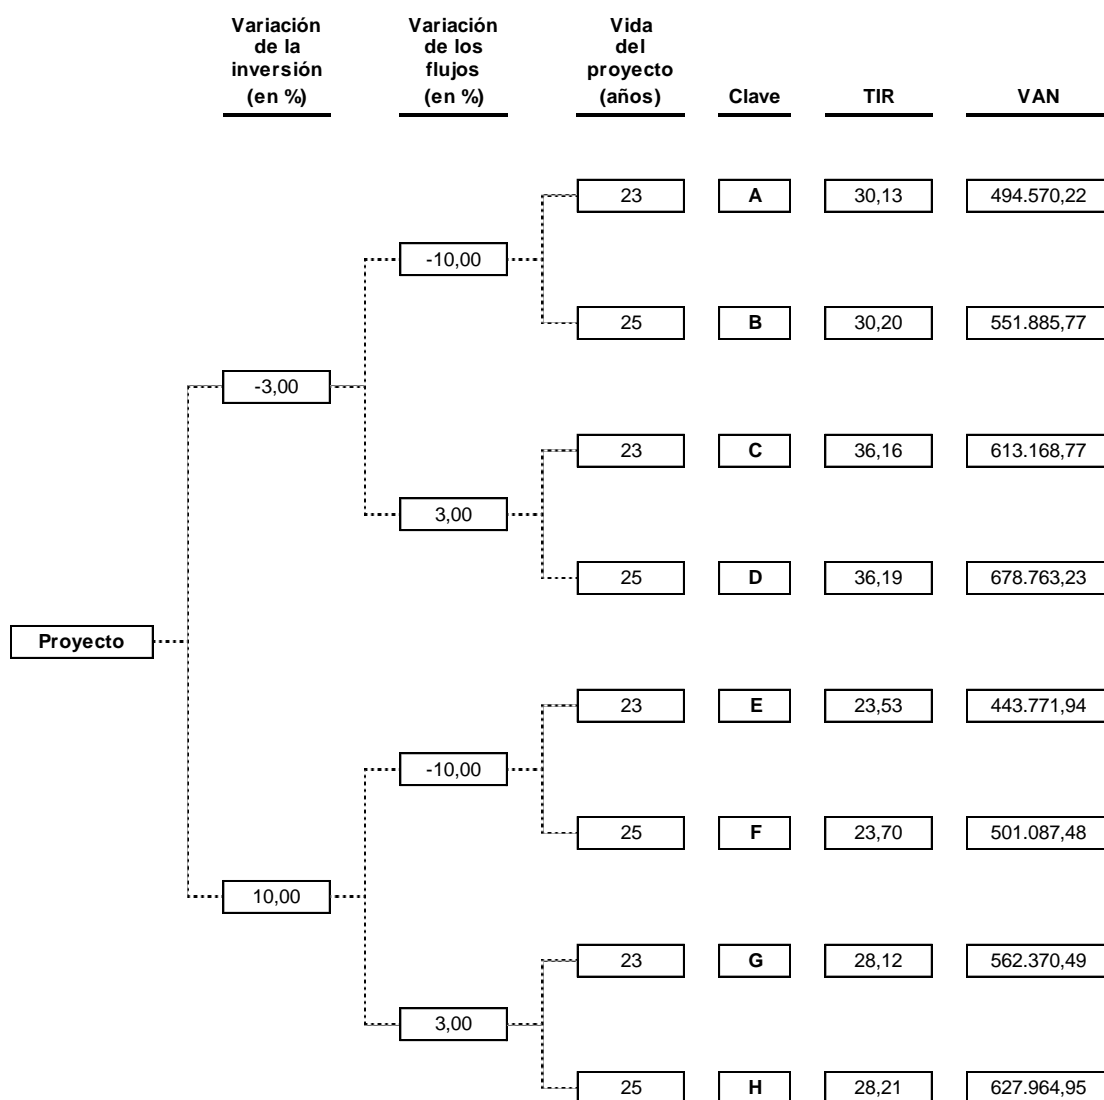 Variación de la inversión (en %)
Variación de los flujos (en %)
Vida del proyecto (años)
Clave
TIR
VAN
23 A 30,13 494.570,22
-10,00
25 B 30,20 551.885,77
-3,00
23 C 36,16 613.168,77
3,00
25 D 36,19 678.763,23
Proyecto
23 E 23,53 443.771,94
-10,00
25 F 23,70 501.087,48
10,00
23 G 28,12 562.370,49
3,00
25 H 28,21 627.964,95